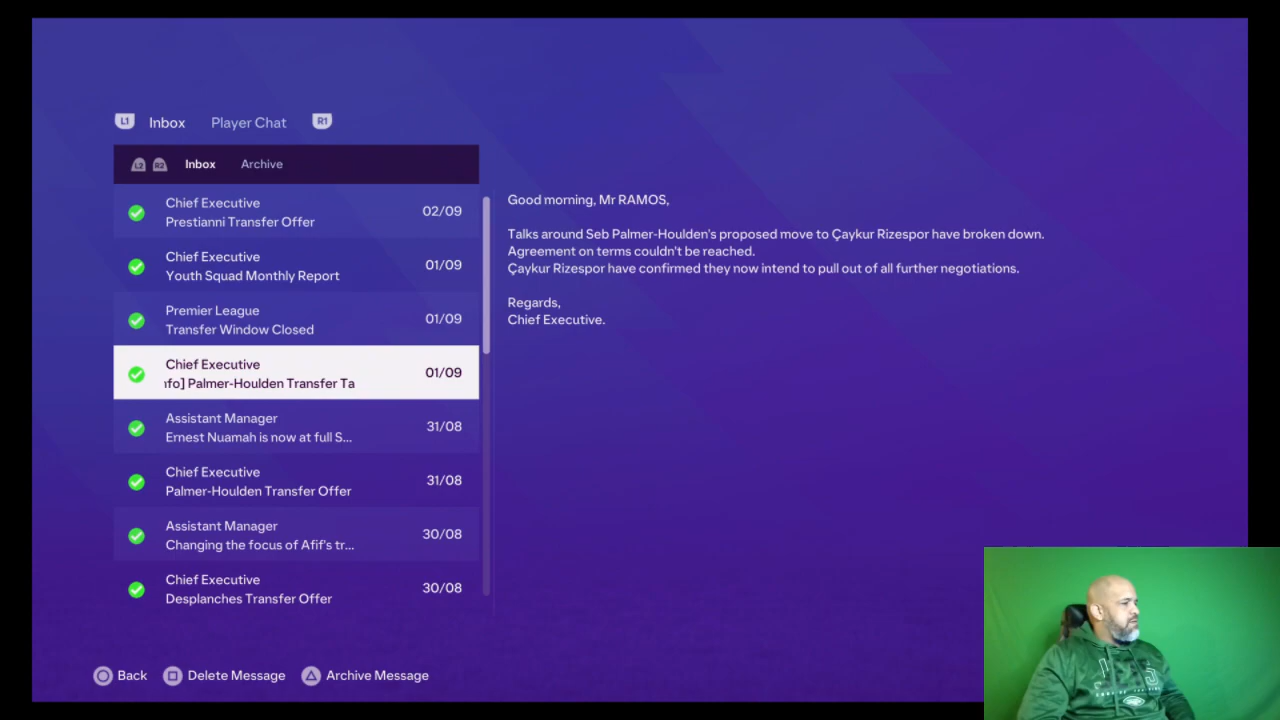 L1 Inbox Player Chat R1
L2 R2 Inbox Archive
Chief Executive
Prestianni Transfer Offer
02/09
Chief Executive
Youth Squad Monthly Report
01/09
Premier League
Transfer Window Closed
01/09
Chief Executive
nfo] Palmer-Houlden Transfer Ta
01/09
Assistant Manager
Ernest Nuamah is now at full S...
31/08
Chief Executive
Palmer-Houlden Transfer Offer
31/08
Assistant Manager
Changing the focus of Afif's tr...
30/08
Chief Executive
Desplanches Transfer Offer
30/08
Good morning, Mr RAMOS,
Talks around Seb Palmer-Houlden's proposed move to Çaykur Rizespor have broken down.
Agreement on terms couldn't be reached.
Çaykur Rizespor have confirmed they now intend to pull out of all further negotiations.
Regards,
Chief Executive.
Back Delete Message Archive Message